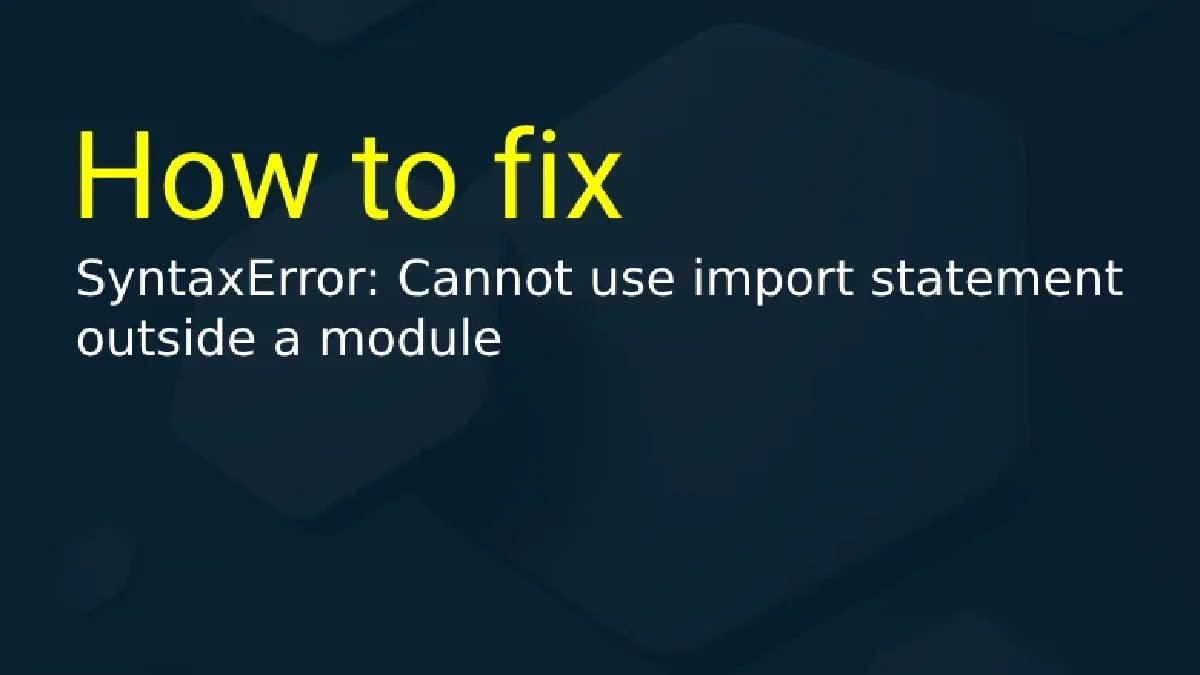 How to fix
SyntaxError: Cannot use import statement
outside a module